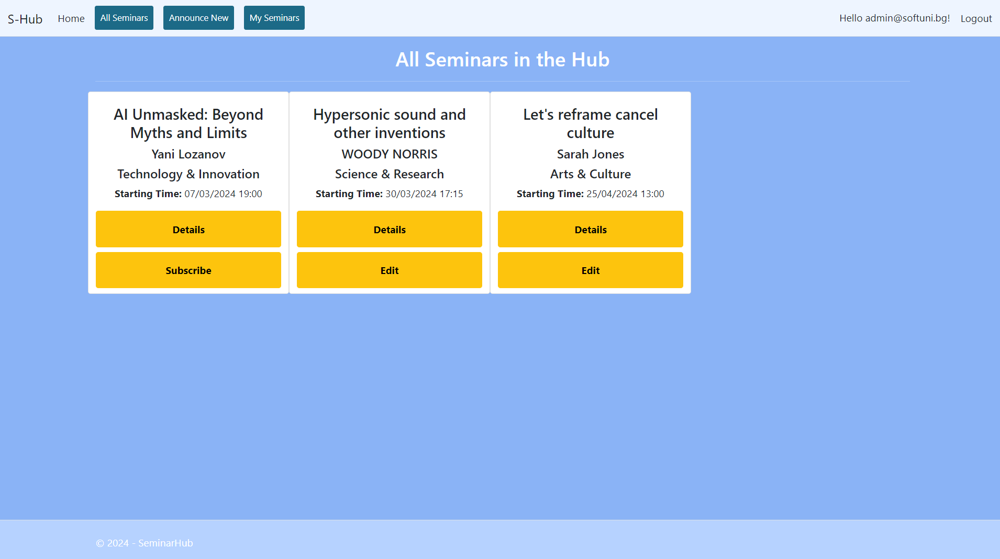 S-Hub Home All Seminars Announce New My Seminars Hello admin@softuni.bg! Logout
All Seminars in the Hub
AI Unmasked: Beyond
Myths and Limits
Yani Lozanov
Technology & Innovation
Starting Time: 07/03/2024 19:00
Details
Subscribe
Hypersonic sound and
other inventions
WOODY NORRIS
Science & Research
Starting Time: 30/03/2024 17:15
Details
Edit
Let's reframe cancel
culture
Sarah Jones
Arts & Culture
Starting Time: 25/04/2024 13:00
Details
Edit
© 2024 - SeminarHub